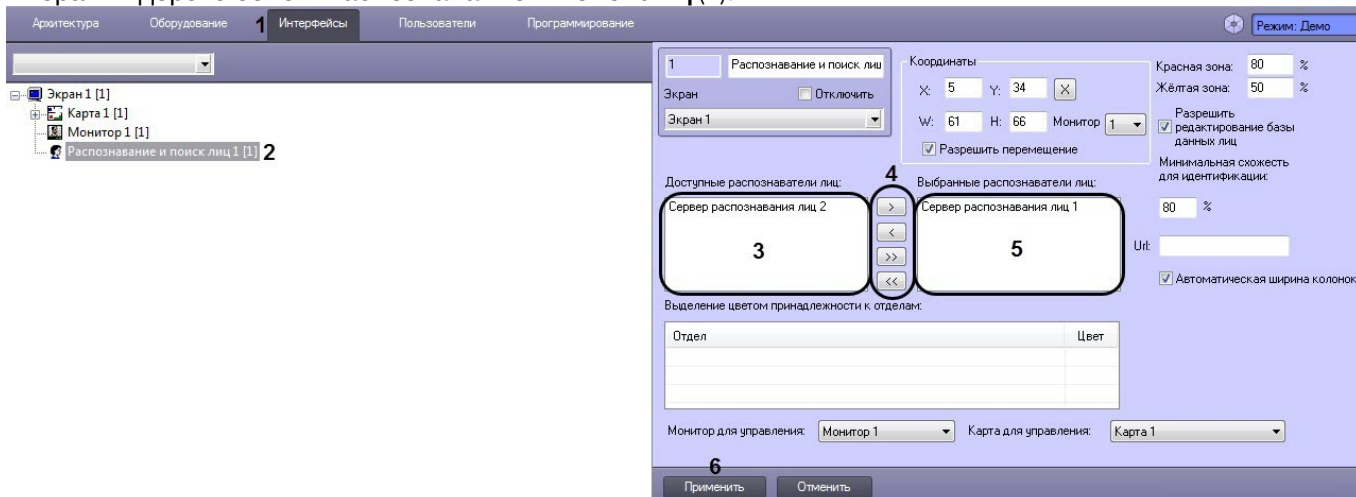 Архитектура Оборудование 1 Интерфейсы Пользователи Программирование Режим: Демо
Экран 1 [1]
Карта 1 [1]
Монитор 1 [1]
Распознавание и поиск лиц 1 [1] 2
1 Распознавание и поиск лиц
Экран Отключить
Экран 1
Координаты
X: 5 Y: 34 X
W: 61 H: 66 Монитор 1
Разрешить перемещение
Красная зона: 80 %
Жёлтая зона: 50 %
Разрешить
редактирование базы
данных лиц
Минимальная схожесть
для идентификации:
80 %
Url:
Автоматическая ширина колонок
Доступные распознаватели лиц: 4 Выбранные распознаватели лиц:
Сервер распознавания лиц 2 > Сервер распознавания лиц 1
<
3 >> 5
<<
Выделение цветом принадлежности к отделам:
Отдел Цвет
Монитор для управления: Монитор 1 Карта для управления: Карта 1
6
Применить Отменить